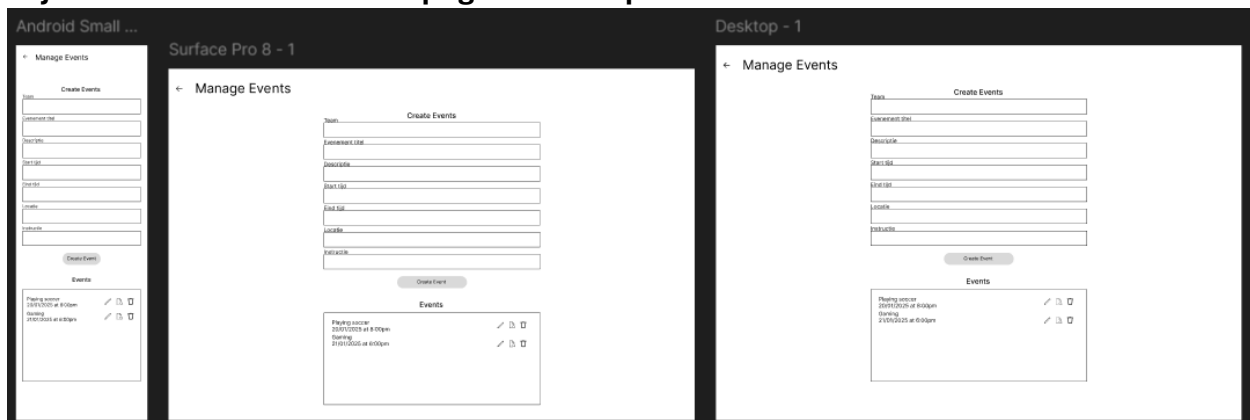 Android Small ...
← Manage Events
Create Events
Team
Evenement titel
Descriptie
Start tijd
Eind tijd
Locatie
Instructie
Create Event
Events
Playing soccer
20/01/2025 at 8:00pm
Gaming
21/01/2025 at 6:00pm
Surface Pro 8 - 1
← Manage Events
Create Events
Team
Evenement titel
Descriptie
Start tijd
Eind tijd
Locatie
Instructie
Create Event
Events
Playing soccer
20/01/2025 at 8:00pm
Gaming
21/01/2025 at 6:00pm
Desktop - 1
← Manage Events
Create Events
Team
Evenement titel
Descriptie
Start tijd
Eind tijd
Locatie
Instructie
Create Event
Events
Playing soccer
20/01/2025 at 8:00pm
Gaming
21/01/2025 at 6:00pm